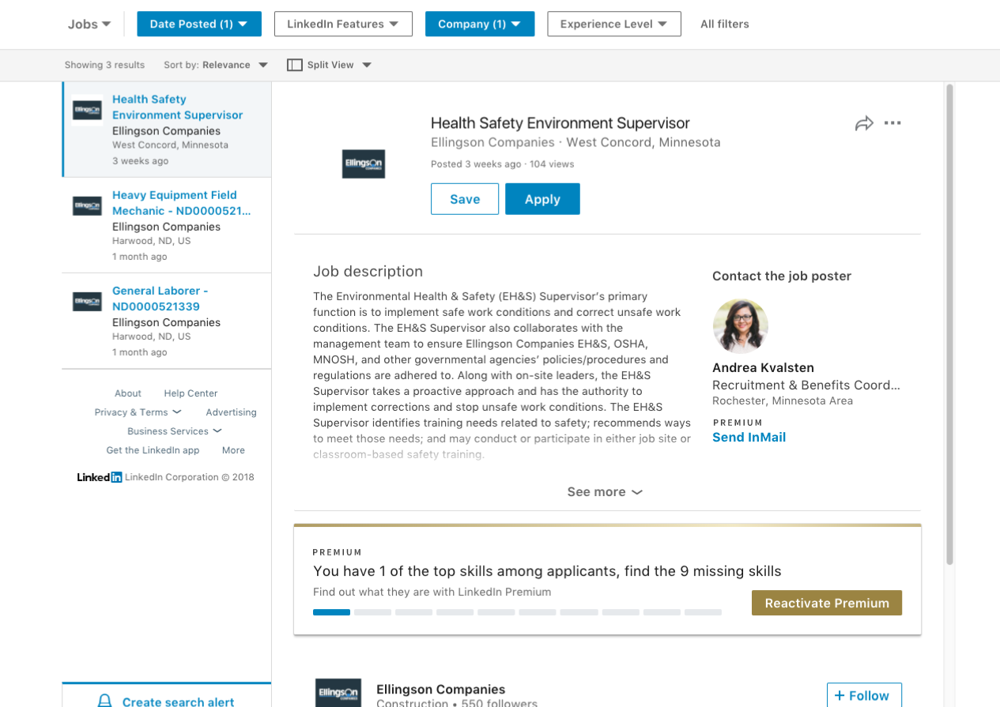 Jobs
Date Posted (1)
LinkedIn Features
Company (1)
Experience Level
All filters
Showing 3 results
Sort by: Relevance
Split View
Ellingson
Health Safety
Environment Supervisor
Ellingson Companies
West Concord, Minnesota
3 weeks ago
Ellingson
Heavy Equipment Field
Mechanic - ND0000521...
Ellingson Companies
Harwood, ND, US
1 month ago
Ellingson
General Laborer -
ND0000521339
Ellingson Companies
Harwood, ND, US
1 month ago
About Help Center
Privacy & Terms Advertising
Business Services
Get the LinkedIn app More
LinkedIn LinkedIn Corporation © 2018
Create search alert
Ellingson
COMPANIES
Health Safety Environment Supervisor
Ellingson Companies · West Concord, Minnesota
Posted 3 weeks ago · 104 views
Save
Apply
Job description
The Environmental Health & Safety (EH&S) Supervisor’s primary
function is to implement safe work conditions and correct unsafe work
conditions. The EH&S Supervisor also collaborates with the
management team to ensure Ellingson Companies EH&S, OSHA,
MNOSH, and other governmental agencies’ policies/procedures and
regulations are adhered to. Along with on-site leaders, the EH&S
Supervisor takes a proactive approach and has the authority to
implement corrections and stop unsafe work conditions. The EH&S
Supervisor identifies training needs related to safety; recommends ways
to meet those needs; and may conduct or participate in either job site or
classroom-based safety training.
See more
Contact the job poster
Andrea Kvalsten
Recruitment & Benefits Coord...
Rochester, Minnesota Area
PREMIUM
Send InMail
PREMIUM
You have 1 of the top skills among applicants, find the 9 missing skills
Find out what they are with LinkedIn Premium
Reactivate Premium
Ellingson
COMPANIES
Ellingson Companies
Construction • 550 followers
+ Follow